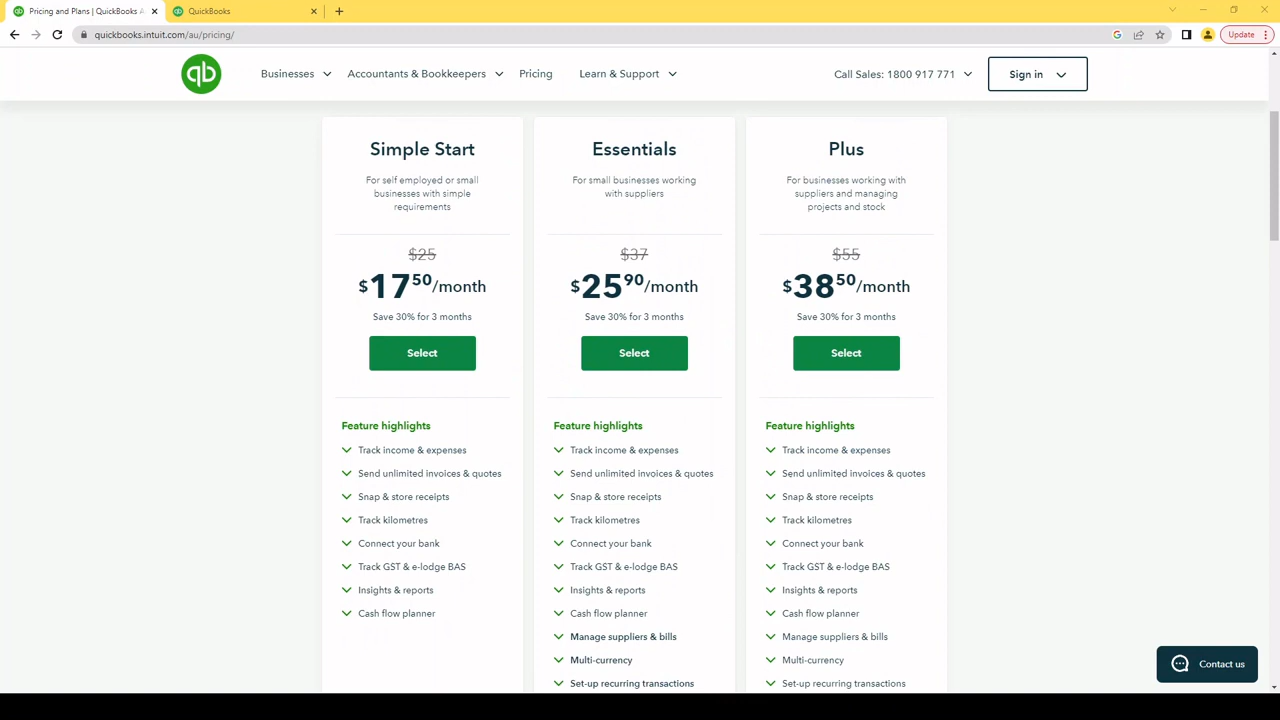 Pricing and Plans | QuickBooks A
QuickBooks
quickbooks.intuit.com/au/pricing/
Update
qb
Businesses
Accountants & Bookkeepers
Pricing
Learn & Support
Call Sales: 1800 917 771
Sign in
Simple Start
For self employed or small
businesses with simple
requirements
$25
$17 50/month
Save 30% for 3 months
Select
Feature highlights
Track income & expenses
Send unlimited invoices & quotes
Snap & store receipts
Track kilometres
Connect your bank
Track GST & e-lodge BAS
Insights & reports
Cash flow planner
Essentials
For small businesses working
with suppliers
$37
$25 90/month
Save 30% for 3 months
Select
Feature highlights
Track income & expenses
Send unlimited invoices & quotes
Snap & store receipts
Track kilometres
Connect your bank
Track GST & e-lodge BAS
Insights & reports
Cash flow planner
Manage suppliers & bills
Multi-currency
Set-up recurring transactions
Plus
For businesses working with
suppliers and managing
projects and stock
$55
$38 50/month
Save 30% for 3 months
Select
Feature highlights
Track income & expenses
Send unlimited invoices & quotes
Snap & store receipts
Track kilometres
Connect your bank
Track GST & e-lodge BAS
Insights & reports
Cash flow planner
Manage suppliers & bills
Multi-currency
Set-up recurring transactions
Contact us